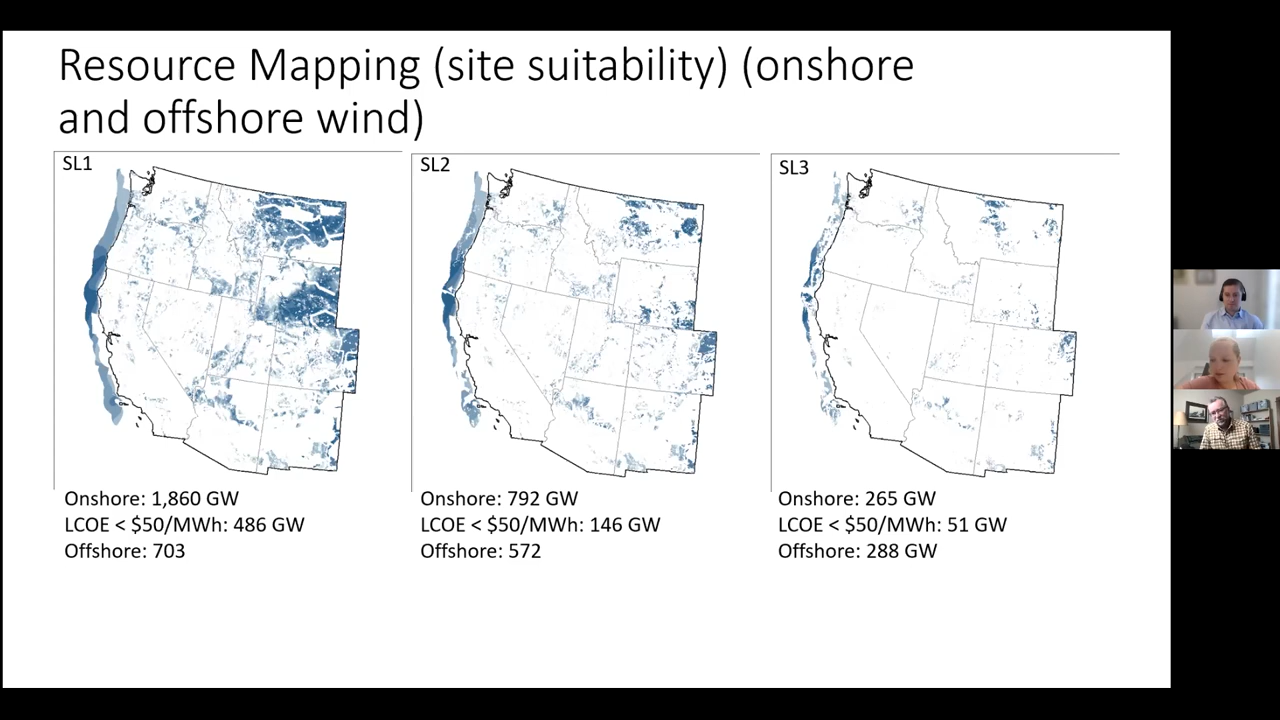 Resource Mapping (site suitability) (onshore
and offshore wind)
SL1
SL2
SL3
Onshore: 1,860 GW
LCOE < $50/MWh: 486 GW
Offshore: 703
Onshore: 792 GW
LCOE < $50/MWh: 146 GW
Offshore: 572
Onshore: 265 GW
LCOE < $50/MWh: 51 GW
Offshore: 288 GW